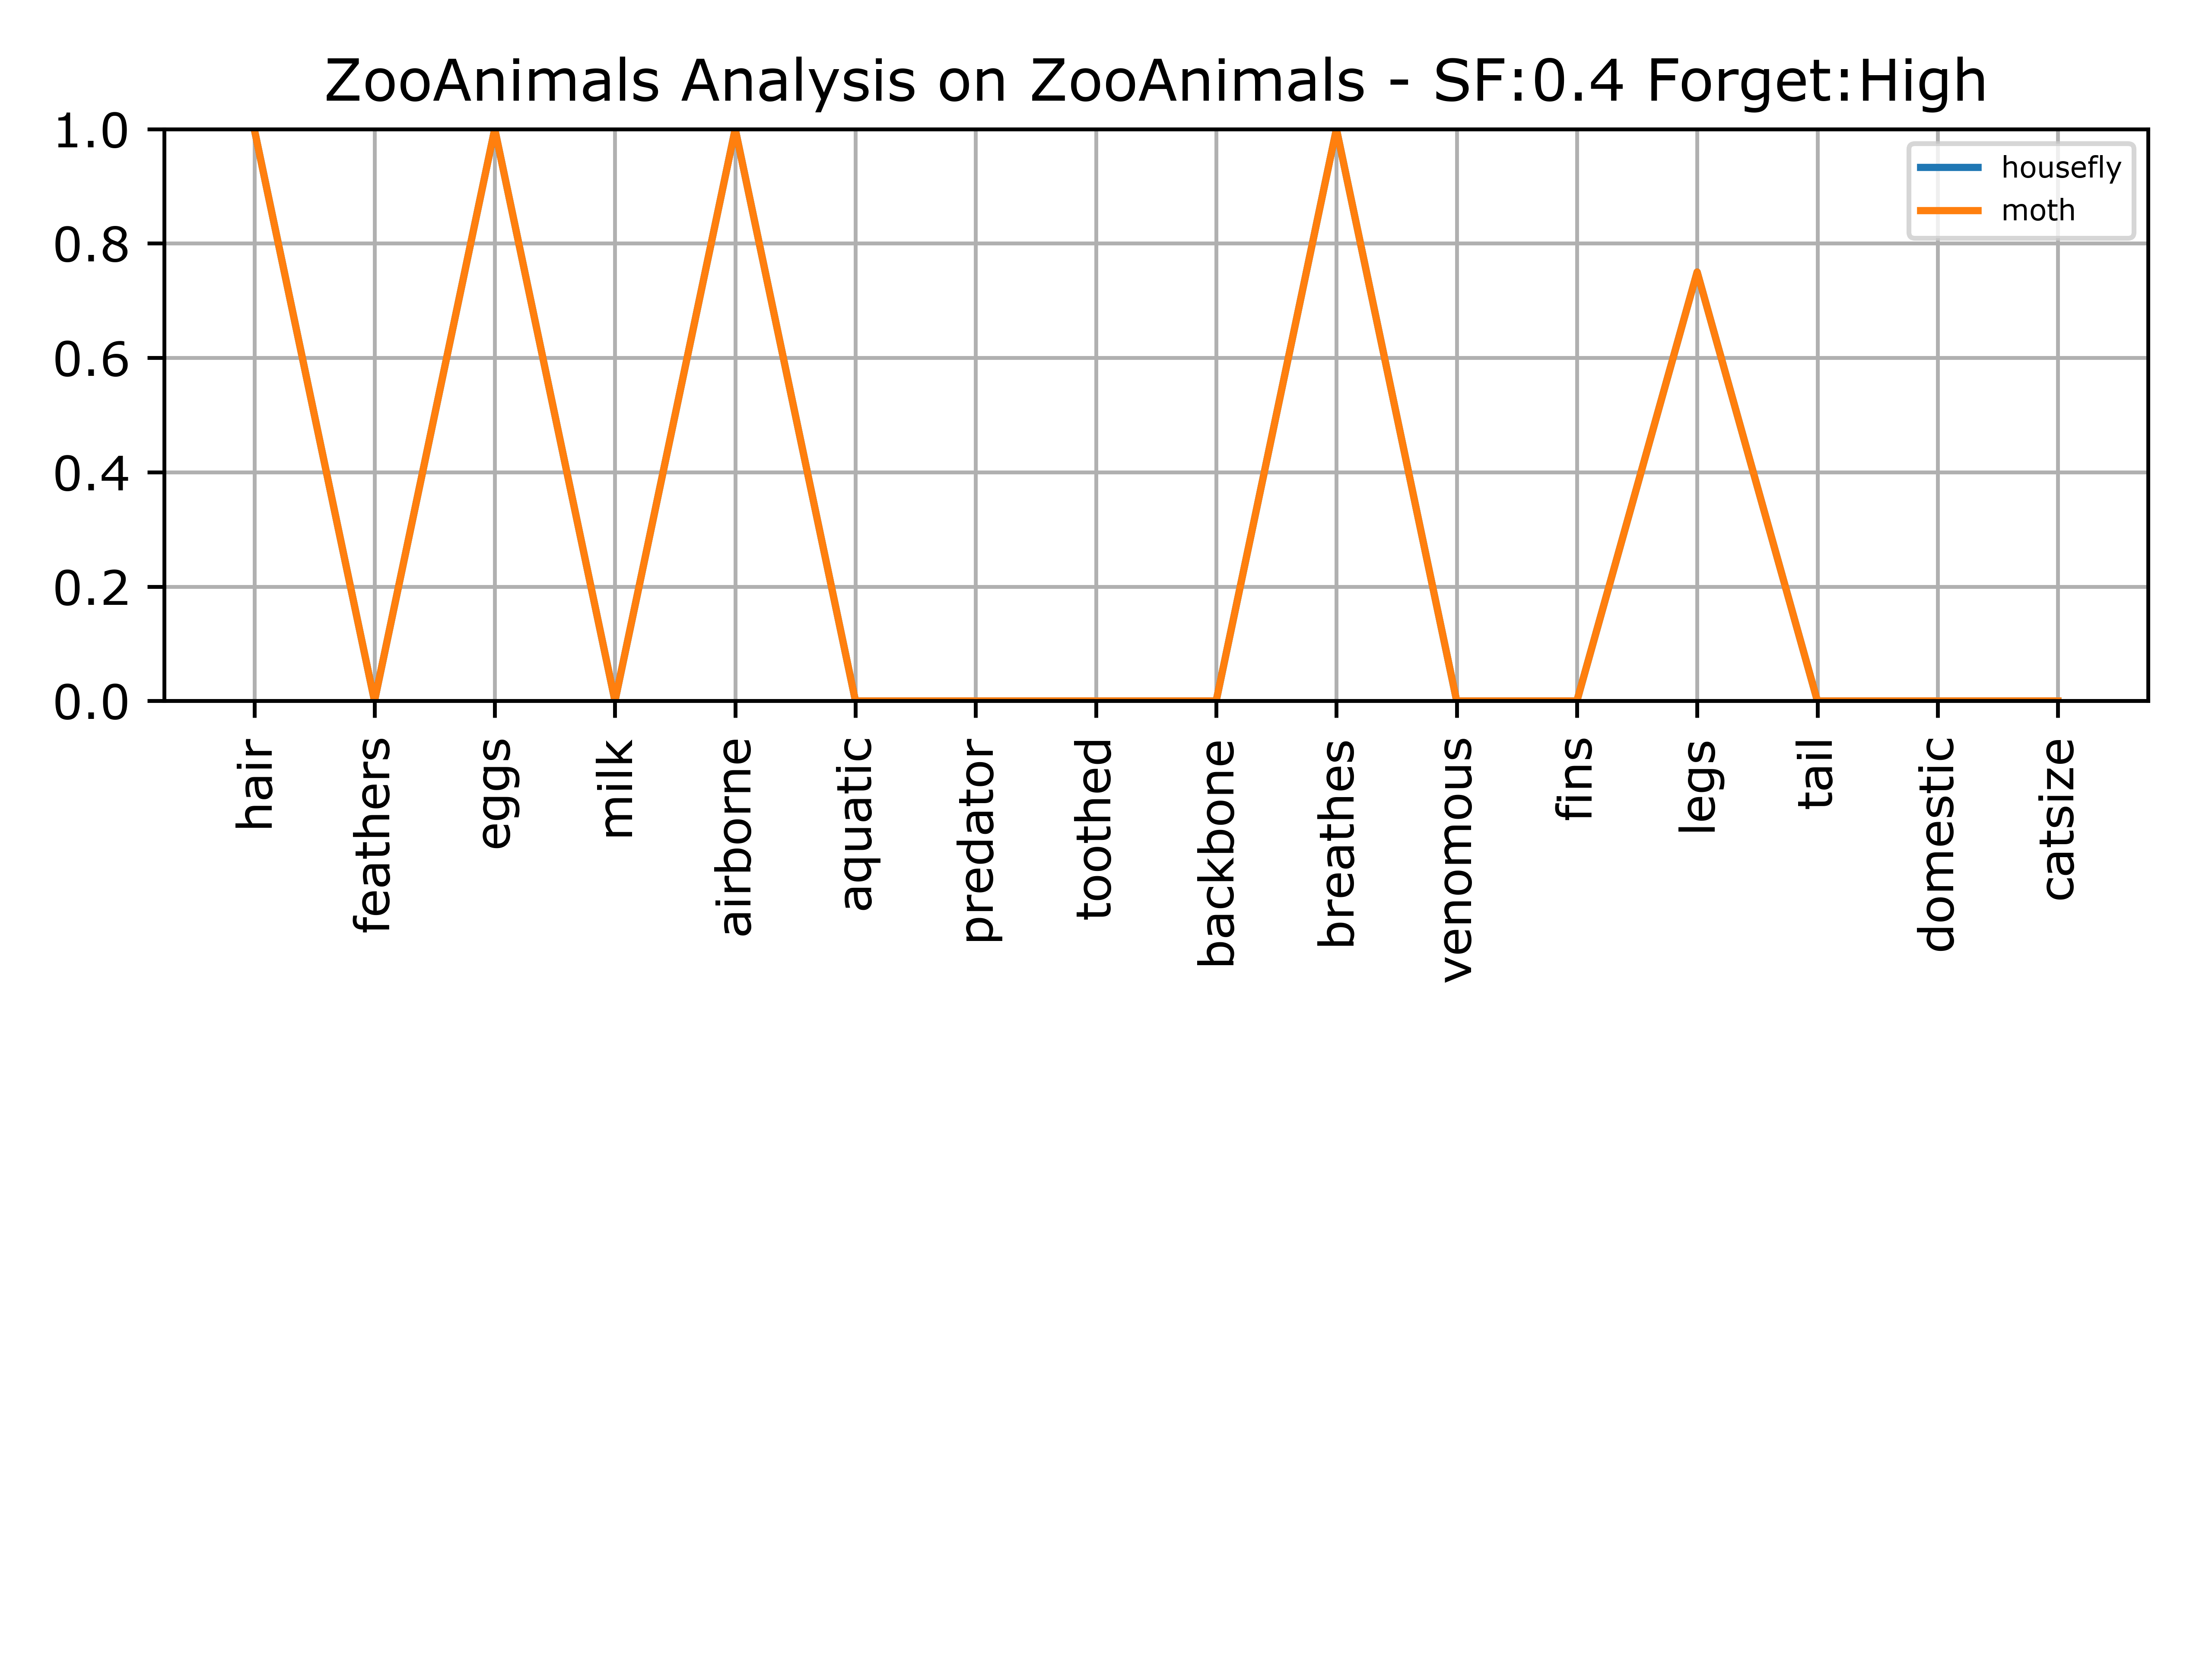 ZooAnimals Analysis on ZooAnimals - SF:0.4 Forget:High
1.0
0.8
0.6
0.4
0.2
0.0
housefly
moth
hair
feathers
eggs
milk
airborne
aquatic
predator
toothed
backbone
breathes
venomous
fins
legs
tail
domestic
catsize